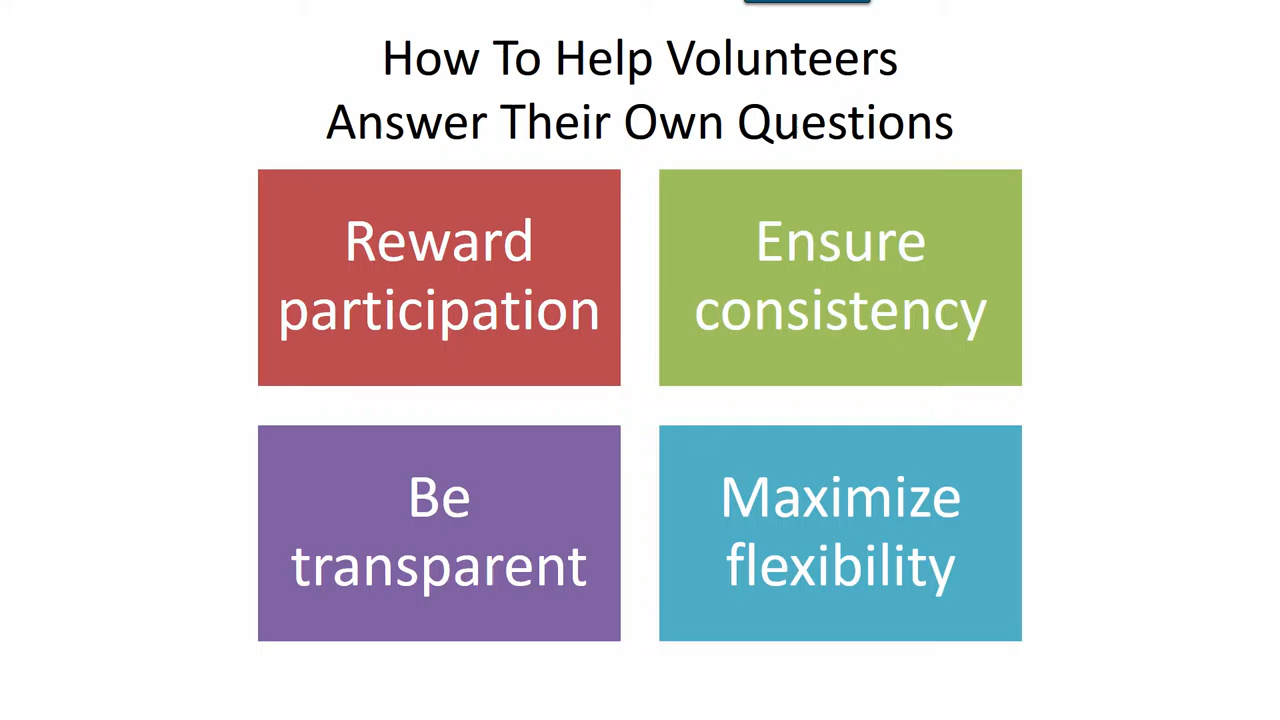 How To Help Volunteers
Answer Their Own Questions
Reward
participation
Ensure
consistency
Be
transparent
Maximize
flexibility